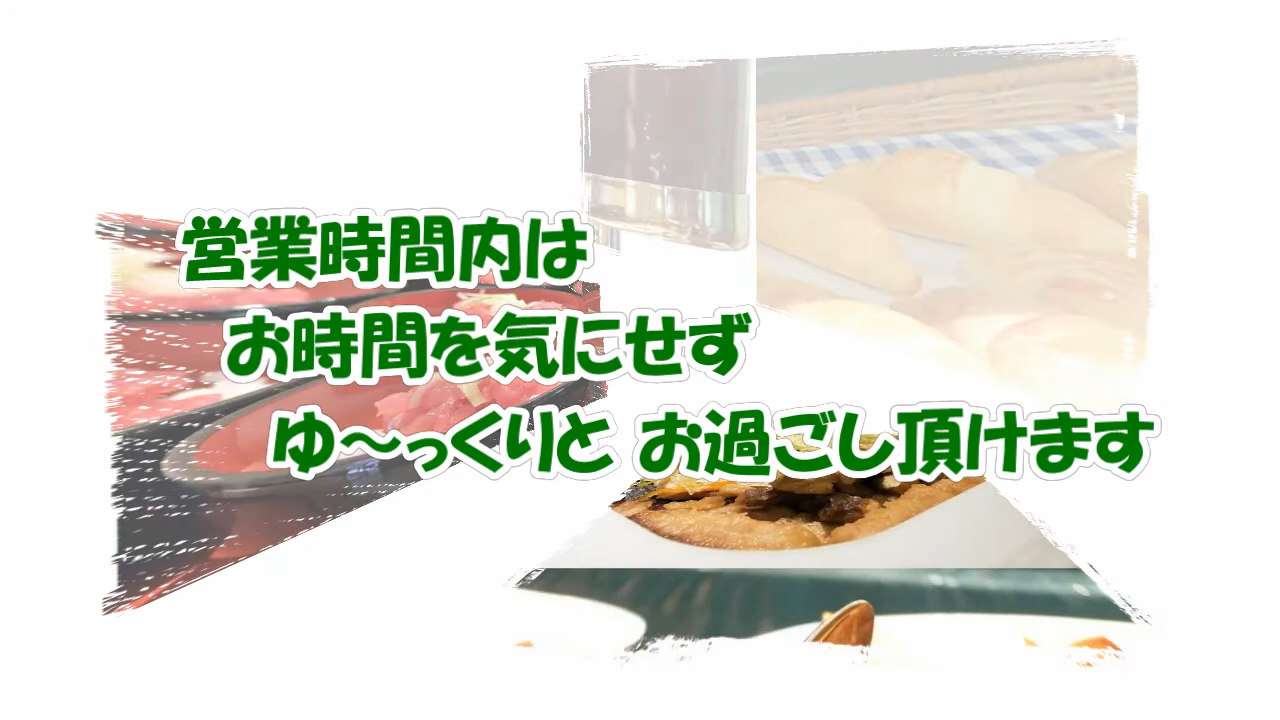 営業時間内は
お時間を気にせず
ゆ～っくりと お過ごし頂けます